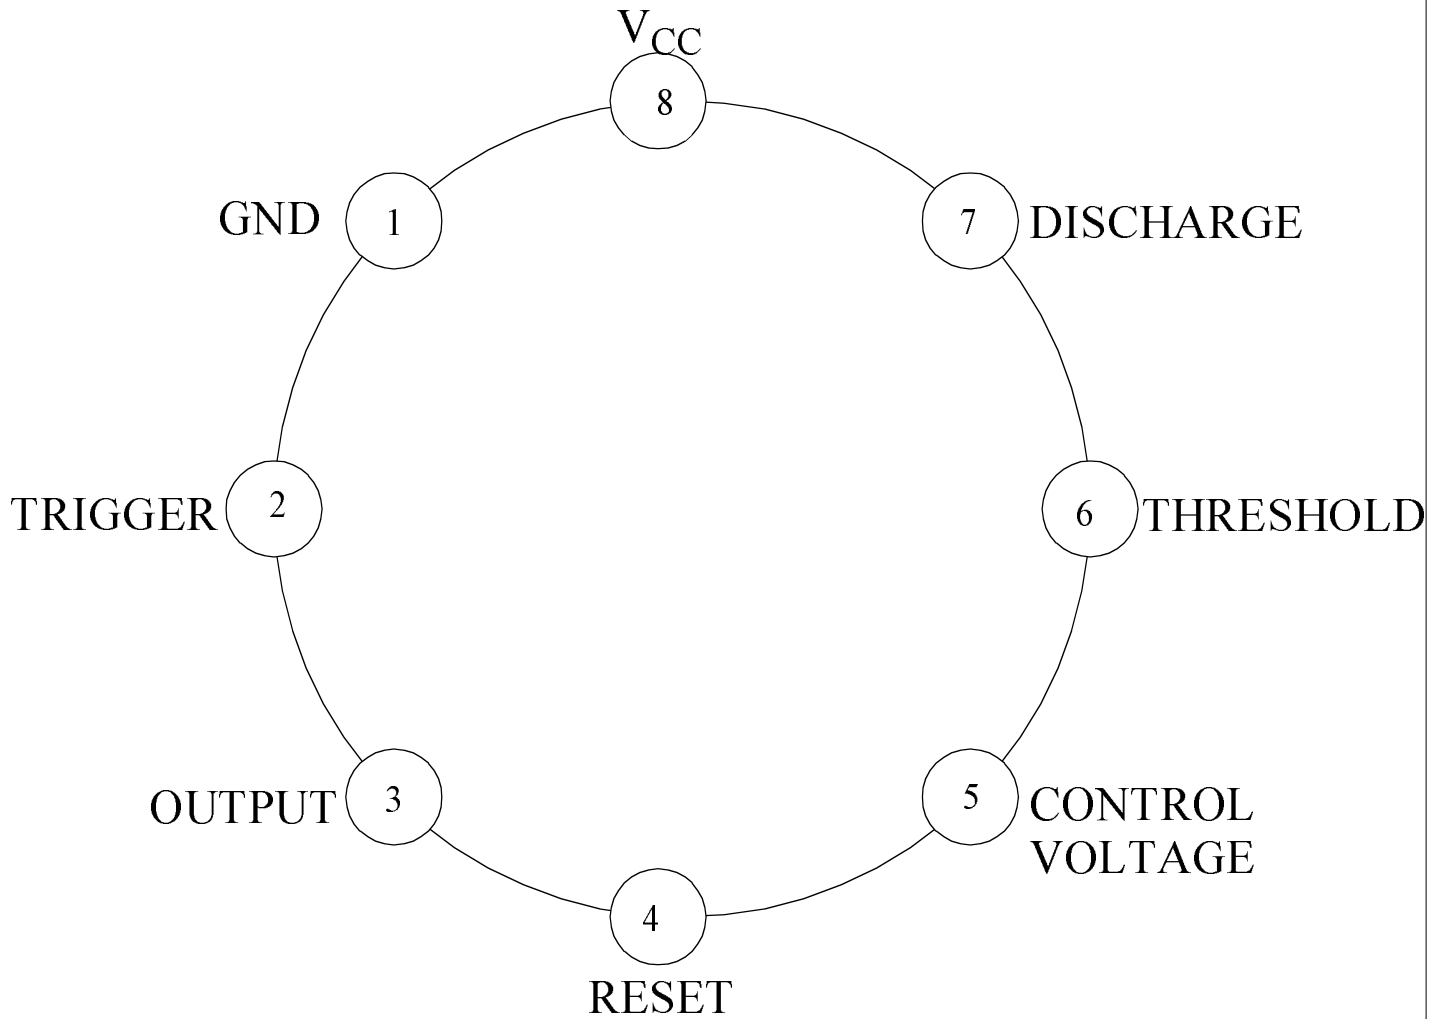 VCC
8
GND 1
7 DISCHARGE
TRIGGER 2
6 THRESHOLD
OUTPUT 3
5 CONTROL
VOLTAGE
4
RESET